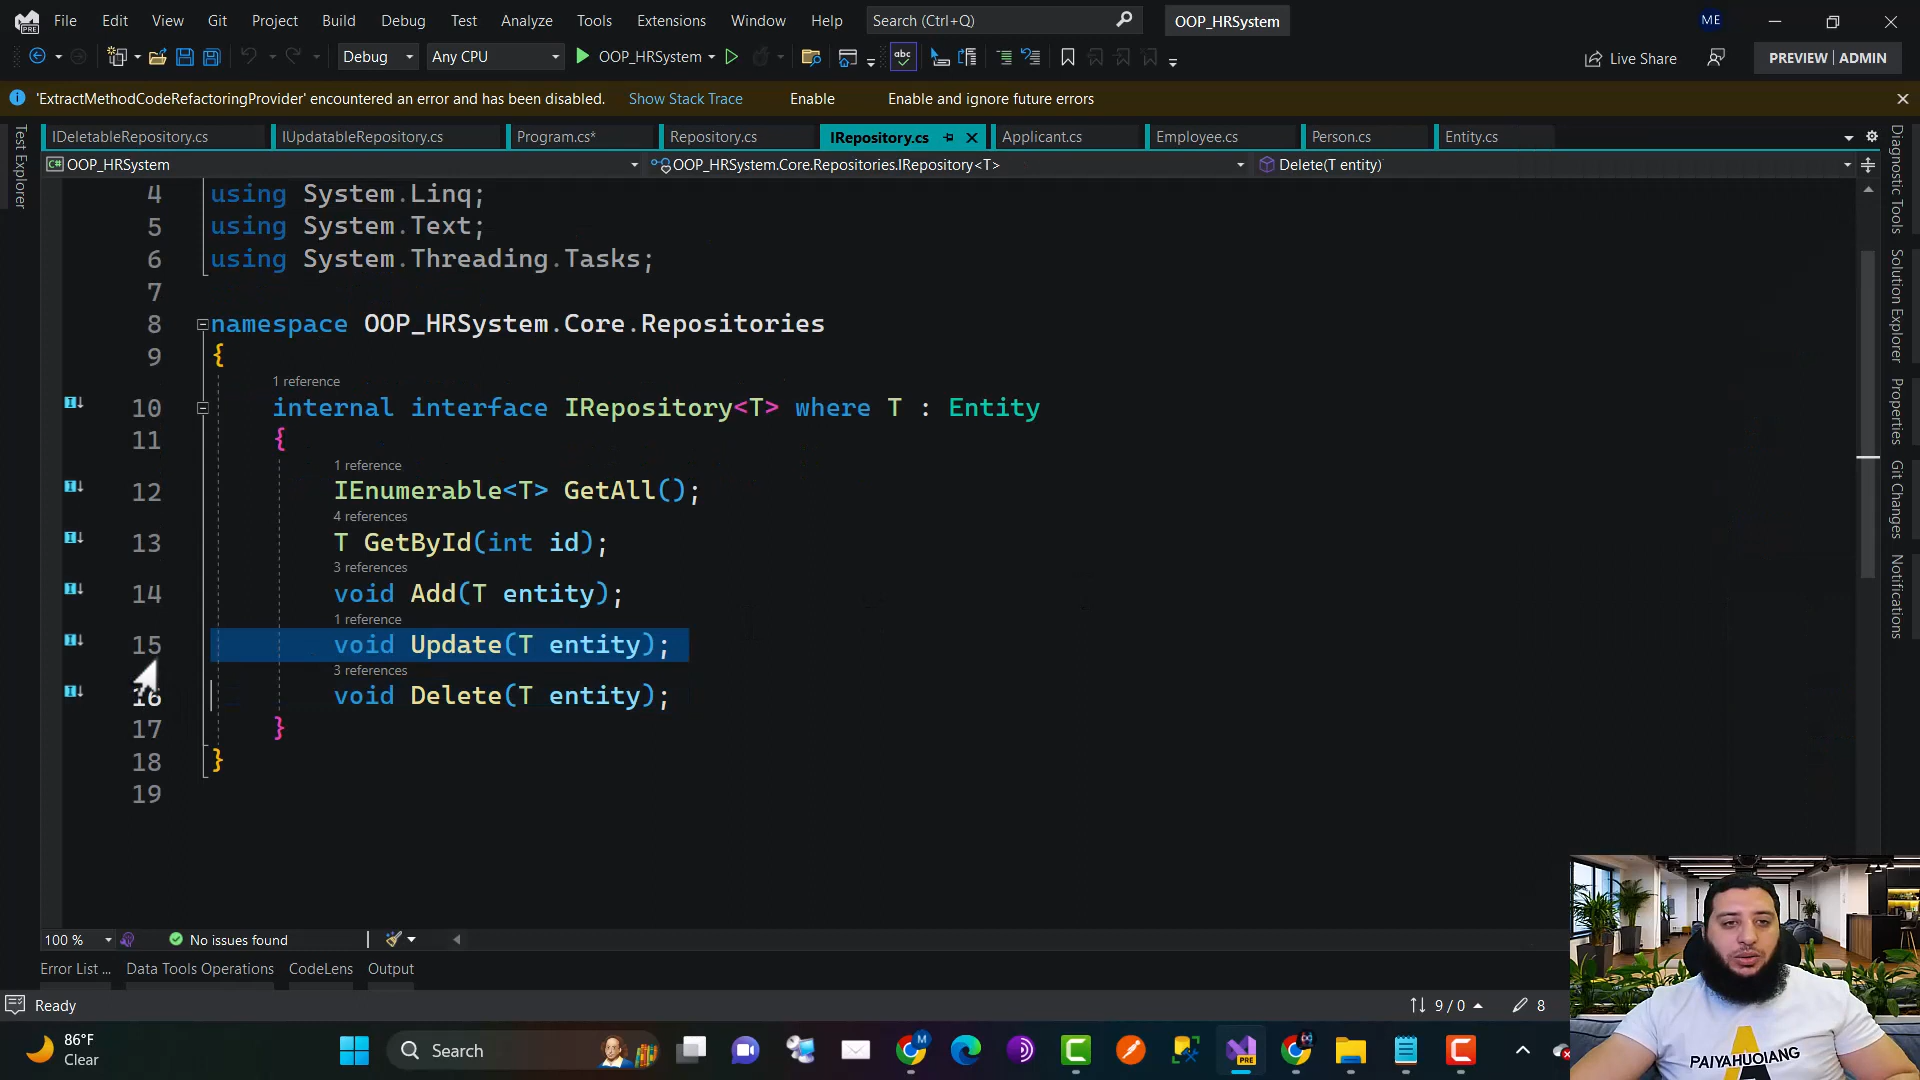 File Edit View Git Project Build Debug Test Analyze Tools Extensions Window Help Search (Ctrl+Q) OOP_HRSystem ME
Debug Any CPU OOP_HRSystem Live Share PREVIEW | ADMIN
'ExtractMethodCodeRefactoringProvider' encountered an error and has been disabled. Show Stack Trace Enable Enable and ignore future errors
Test Explorer
IDeletableRepository.cs IUpdatableRepository.cs Program.cs* Repository.cs IRepository.cs Applicant.cs Employee.cs Person.cs Entity.cs
OOP_HRSystem OOP_HRSystem.Core.Repositories.IRepository<T> Delete(T entity)
4 using System.Linq;
5 using System.Text;
6 using System.Threading.Tasks;
7
8 namespace OOP_HRSystem.Core.Repositories
9 {
1 reference
10 internal interface IRepository<T> where T : Entity
11 {
1 reference
12 IEnumerable<T> GetAll();
4 references
13 T GetById(int id);
3 references
14 void Add(T entity);
1 reference
15 void Update(T entity);
3 references
16 void Delete(T entity);
17 }
18 }
19
Diagnostic Tools
Solution Explorer
Properties
Git Changes
Notifications
100 % No issues found
Error List ... Data Tools Operations CodeLens Output
Ready 9 / 0 8
86°F
Clear
Search
PAIYAHUOIANG